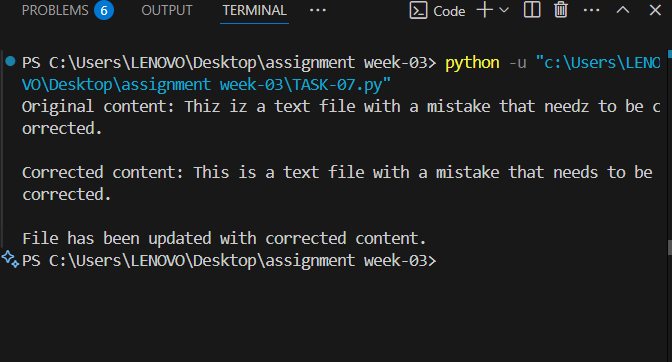 PROBLEMS 6 OUTPUT TERMINAL ··· Code
PS C:\Users\LENOVO\Desktop\assignment week-03> python -u "c:\Users\LENO
VO\Desktop\assignment week-03\TASK-07.py"
Original content: Thiz iz a text file with a mistake that needz to be c
orrected.
Corrected content: This is a text file with a mistake that needs to be
corrected.
File has been updated with corrected content.
PS C:\Users\LENOVO\Desktop\assignment week-03>